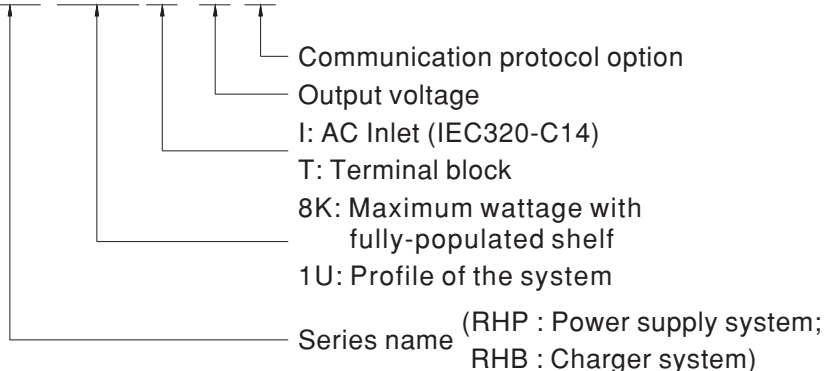 Communication protocol option
Output voltage
I: AC Inlet (IEC320-C14)
T: Terminal block
8K: Maximum wattage with
fully-populated shelf
1U: Profile of the system
Series name (RHP : Power supply system;
RHB : Charger system)